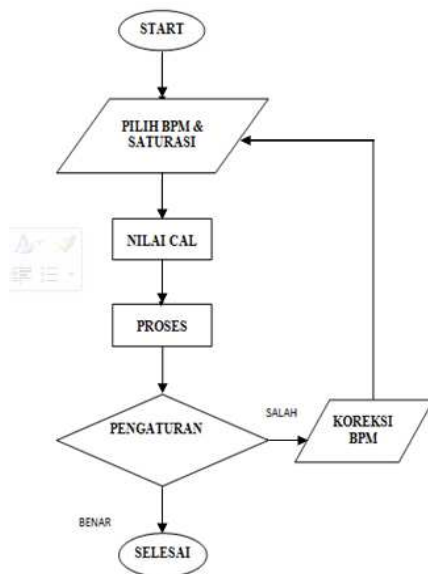 START
PILIH BPM &
SATURASI
NILAI CAL
PROSES
PENGATURAN
SALAH
KOREKSI
BPM
BENAR
SELESAI